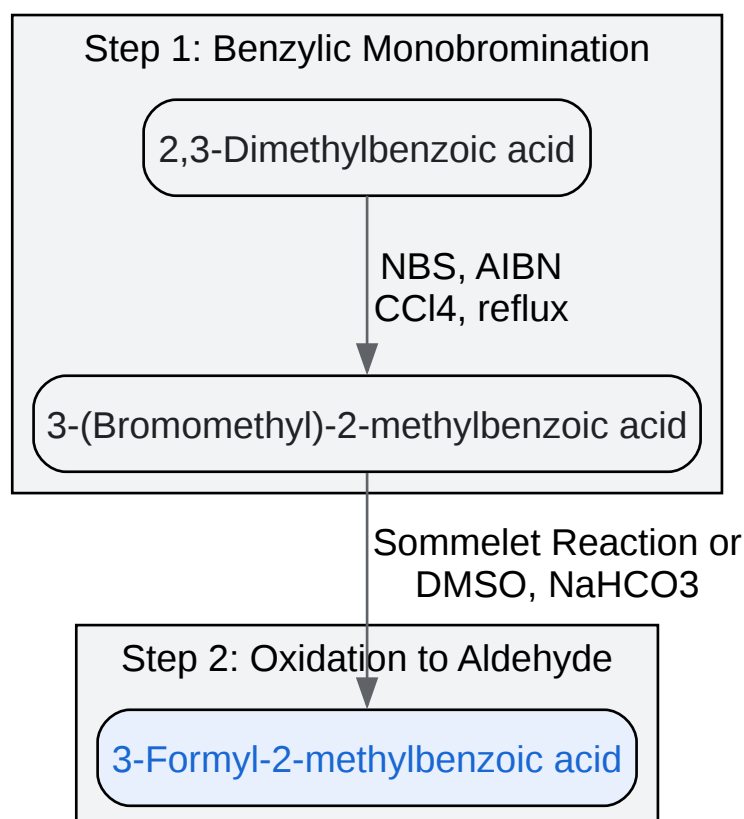 Step 1: Benzylic Monobromination
2,3-Dimethylbenzoic acid
NBS, AIBN
CCl4, reflux
3-(Bromomethyl)-2-methylbenzoic acid
Sommelet Reaction or
DMSO, NaHCO3
Step 2: Oxidation to Aldehyde
3-Formyl-2-methylbenzoic acid